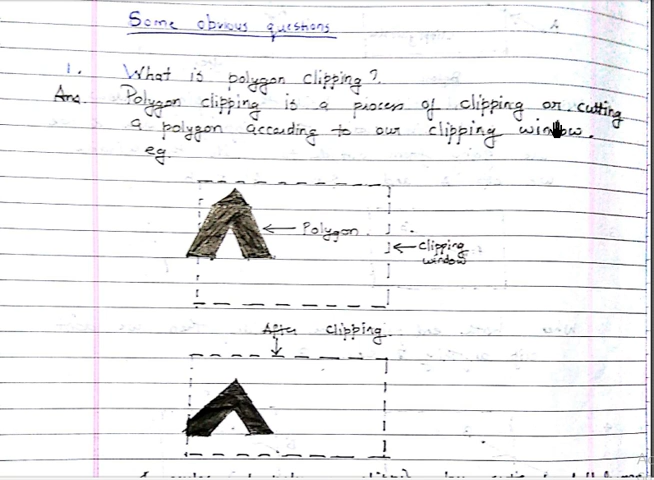 Some obvious questions
1. What is polygon clipping?
Ans. Polygon clipping is a process of clipping or cutting
a polygon according to our clipping window.
eg.
Polygon
clipping
window
After clipping